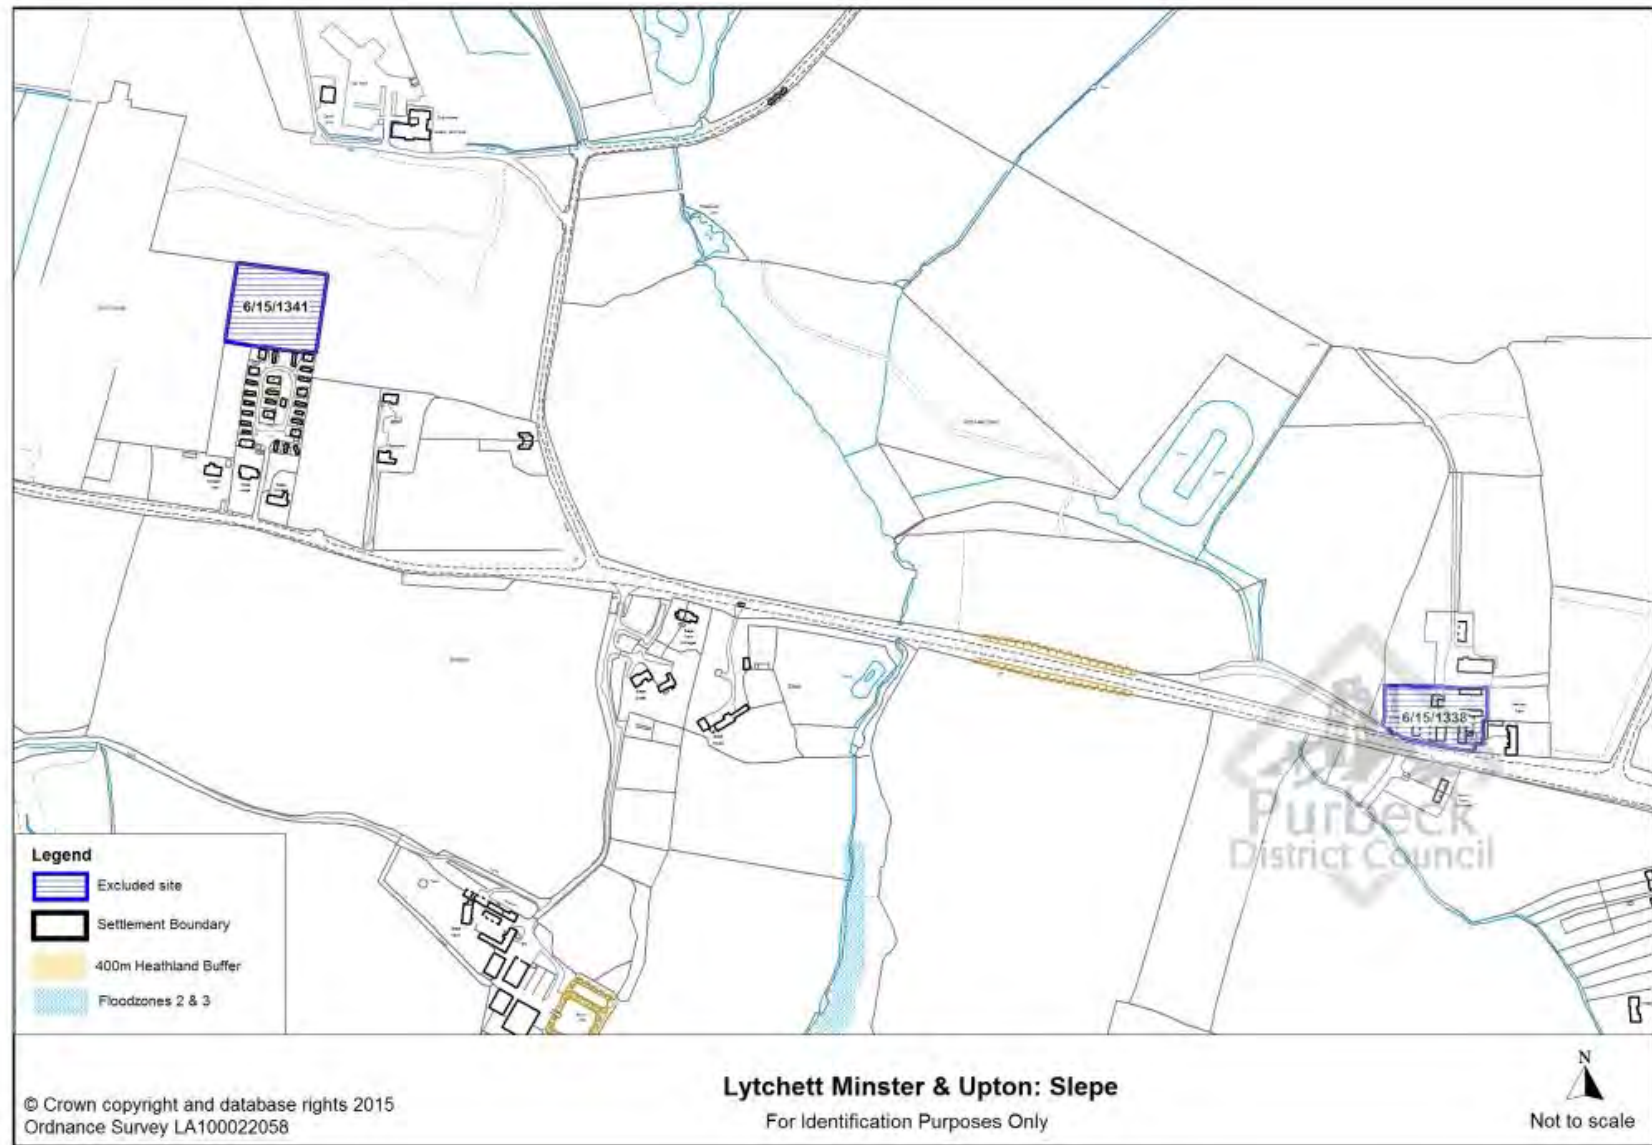 6/15/1341
6/15/1338
Purbeck
District Council
Legend
Excluded site
Settlement Boundary
400m Heathland Buffer
Floodzones 2 & 3
© Crown copyright and database rights 2015
Ordnance Survey LA100022058
Lytchett Minster & Upton: Slepe
For Identification Purposes Only
N
Not to scale